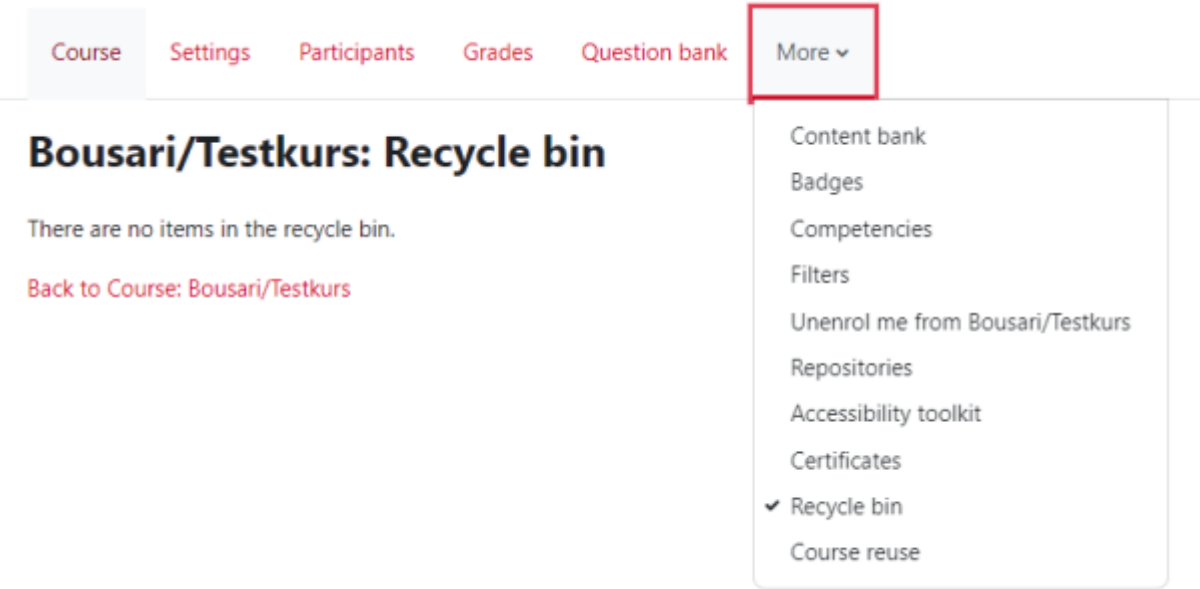 Course Settings Participants Grades Question bank More
Bousari/Testkurs: Recycle bin
There are no items in the recycle bin.
Back to Course: Bousari/Testkurs
Content bank
Badges
Competencies
Filters
Unenrol me from Bousari/Testkurs
Repositories
Accessibility toolkit
Certificates
Recycle bin
Course reuse